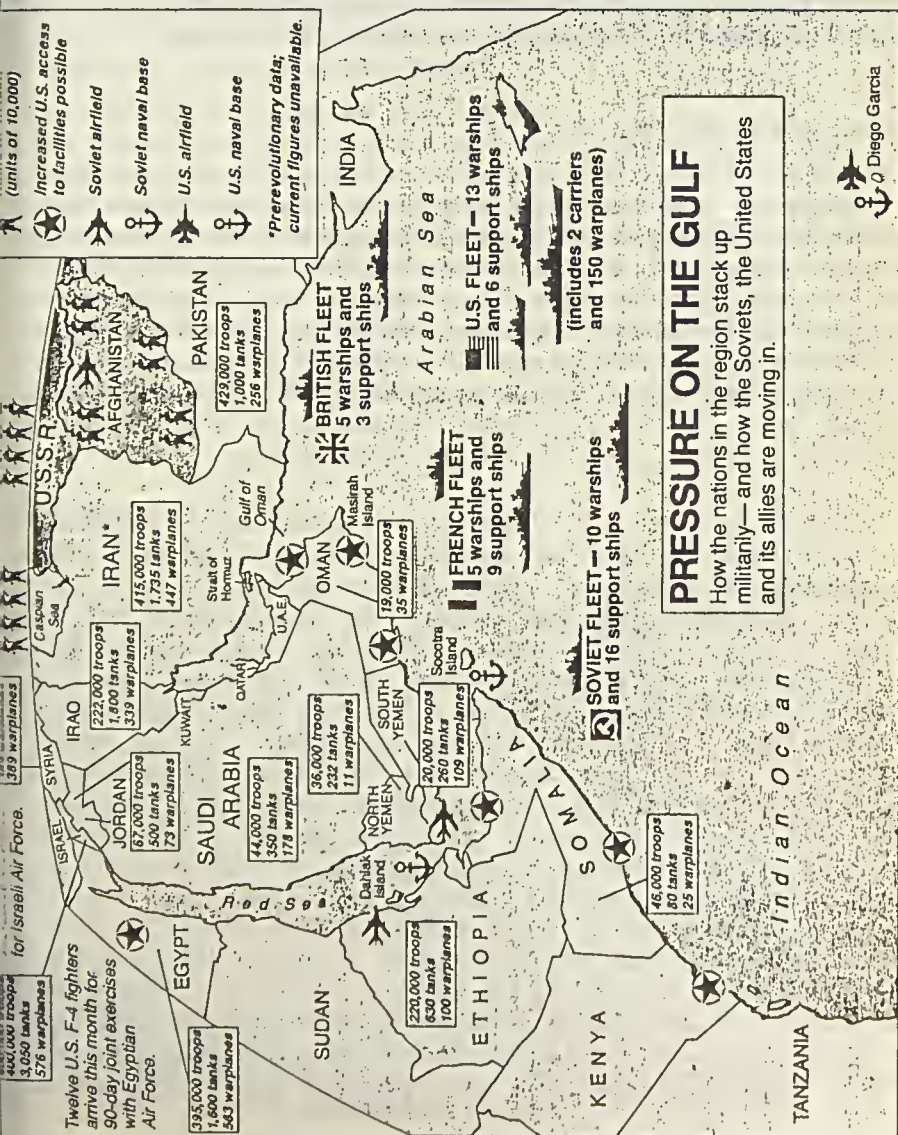 (units of 10,000)
Increased U.S. access
to facilities possible
Soviet airfield
Soviet naval base
U.S. airfield
U.S. naval base
*Prerevolutionary data;
current figures unavailable.
for Israeli Air Force.
400,000 troops
3,050 tanks
576 warplanes
Twelve U.S. F-4 fighters
arrive this month for
90-day joint exercises
with Egyptian
Air Force.
395,000 troops
1,600 tanks
563 warplanes
EGYPT
SUDAN
ISRAEL
SYRIA
389 warplanes
JORDAN
67,000 troops
500 tanks
73 warplanes
IRAQ
222,000 troops
1,800 tanks
339 warplanes
KUWAIT
SAUDI
ARABIA
44,000 troops
350 tanks
178 warplanes
QATAR
U.A.E.
Caspian
Sea
U.S.S.R.
IRAN*
415,000 troops
1,735 tanks
447 warplanes
Strait of
Hormuz
Gulf of
Oman
AFGHANISTAN
PAKISTAN
429,000 troops
1,000 tanks
256 warplanes
INDIA
OMAN
Masirah
Island
19,000 troops
35 warplanes
Red Sea
NORTH
YEMEN
36,000 troops
232 tanks
11 warplanes
SOUTH
YEMEN
20,000 troops
260 tanks
109 warplanes
Socotra
Island
Dahlak
Island
ETHIOPIA
220,000 troops
630 tanks
100 warplanes
SOMALIA
46,000 troops
80 tanks
25 warplanes
KENYA
TANZANIA
BRITISH FLEET
5 warships and
3 support ships
Arabian Sea
U.S. FLEET—13 warships
and 6 support ships
(includes 2 carriers
and 150 warplanes)
FRENCH FLEET
5 warships and
9 support ships
SOVIET FLEET—10 warships
and 16 support ships
Indian Ocean
PRESSURE ON THE GULF
How the nations in the region stack up
militarily—and how the Soviets, the United States
and its allies are moving in.
Diego Garcia